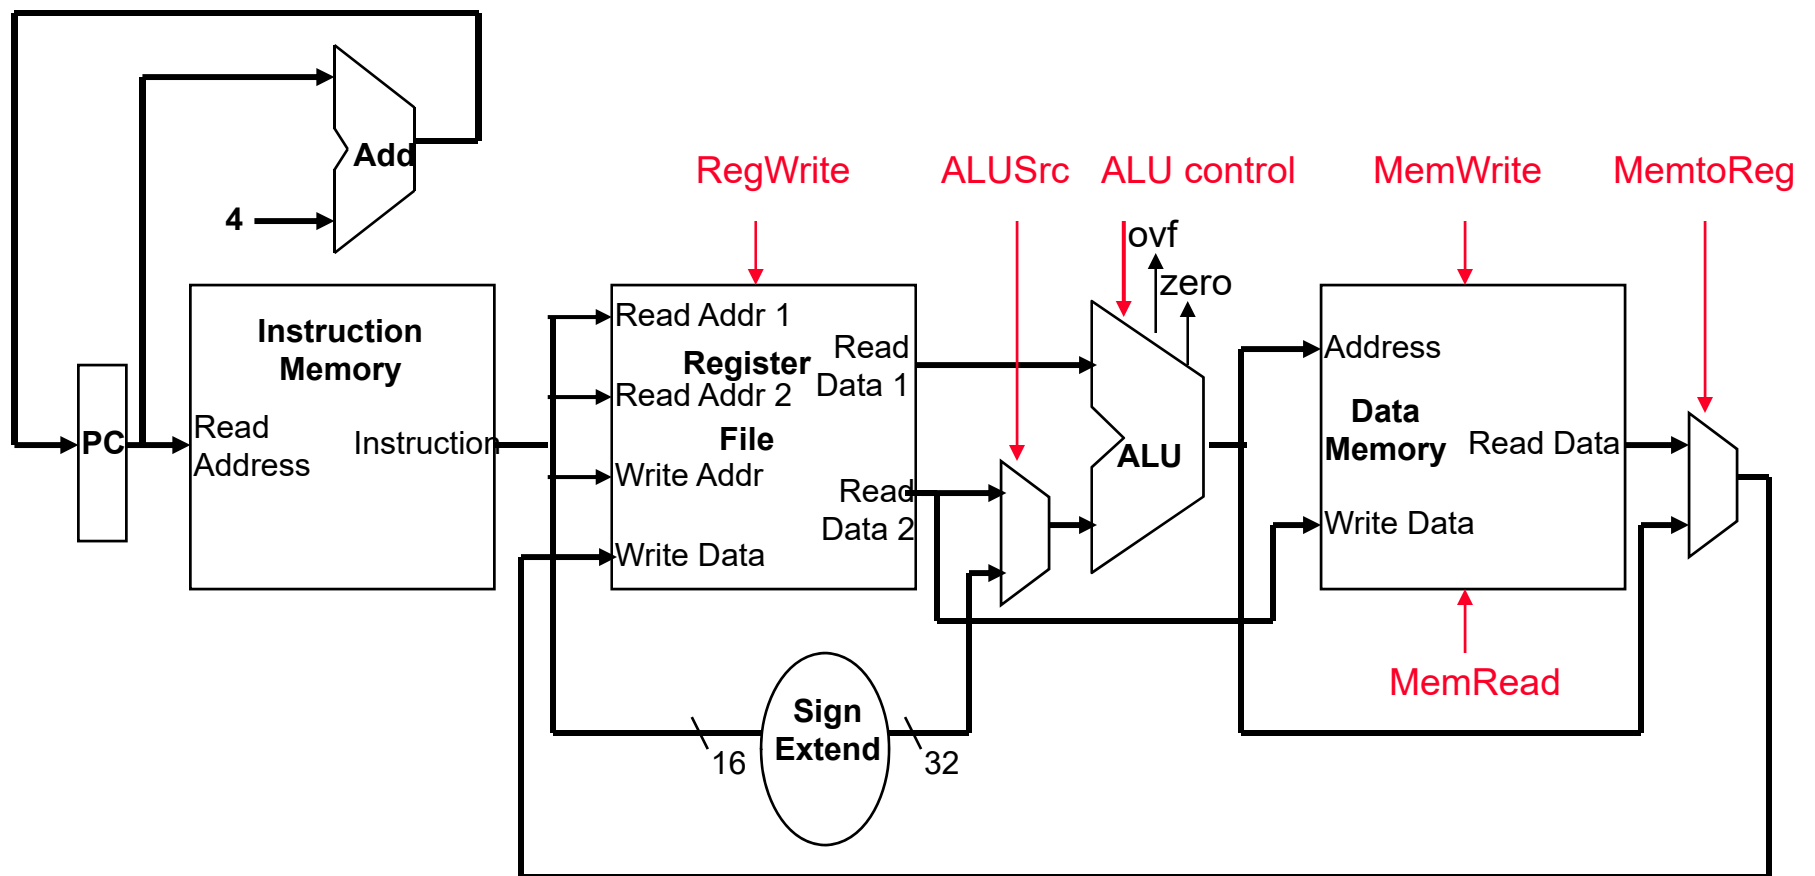 Add
RegWrite
ALUSrc
ALU control
MemWrite
MemtoReg
4
ovf
zero
Instruction
Memory
Read
Address
Instruction
PC
Read Addr 1
Register
Read Addr 2
File
Write Addr
Write Data
Read
Data 1
Read
Data 2
ALU
Address
Data
Memory
Read Data
Write Data
MemRead
Sign
Extend
16
32